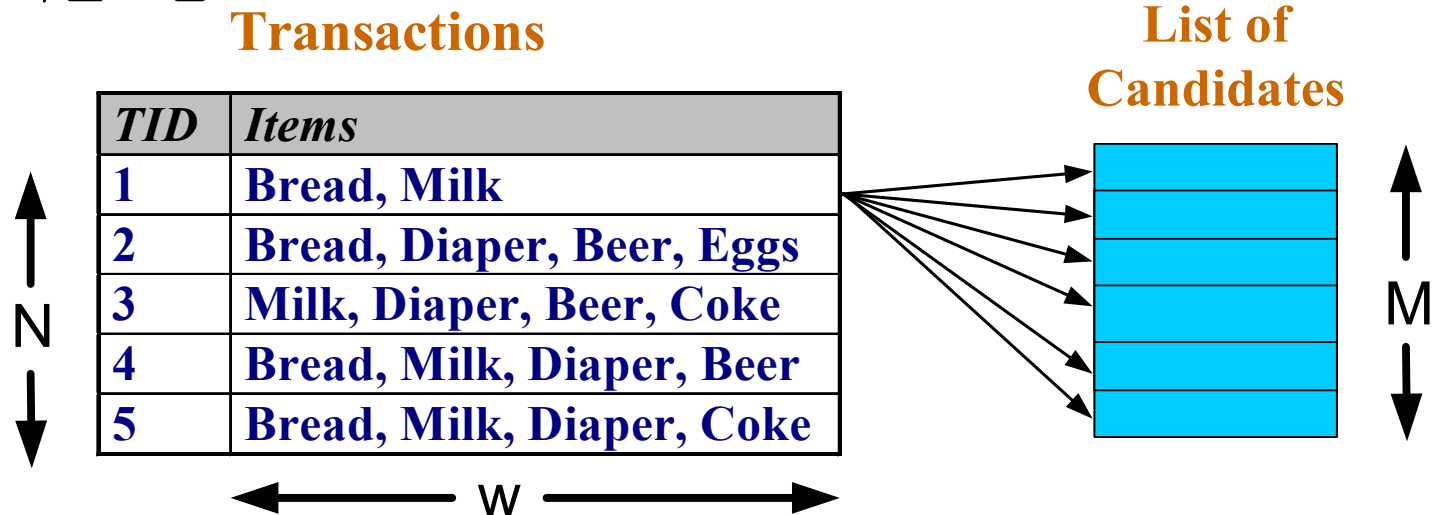 Transactions
List of
Candidates
TID Items
1 Bread, Milk
2 Bread, Diaper, Beer, Eggs
3 Milk, Diaper, Beer, Coke
4 Bread, Milk, Diaper, Beer
5 Bread, Milk, Diaper, Coke
N
M
w